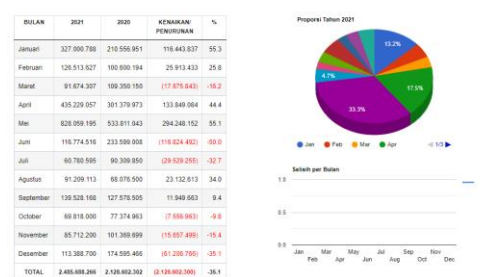 BULAN 2021 2020 KENAIKAN/ PENURUNAN %
Januari 327.000.788 210.556.951 116.443.837 55.3
Februari 126.513.627 100.600.194 25.913.433 25.8
Maret 91.674.307 109.350.150 (17.675.843) -16.2
April 435.229.057 301.379.973 133.849.084 44.4
Mei 828.059.195 533.811.043 294.248.152 55.1
Juni 116.774.516 233.599.008 (116.824.492) -50.0
Juli 60.780.595 90.309.850 (29.529.255) -32.7
Agustus 91.209.113 68.076.500 23.132.613 34.0
September 139.528.168 127.578.505 11.949.663 9.4
October 69.818.000 77.374.963 (7.556.963) -9.8
November 85.712.200 101.369.699 (15.657.499) -15.4
Desember 113.388.700 174.595.466 (61.206.766) -35.1
TOTAL 2.485.688.266 2.128.602.302 (2.128.602.300) -35.1
Proporsi Tahun 2021
13.2%
17.5%
33.3%
4.7%
Jan Feb Mar Apr 1/3
Selisih per Bulan
1.0
0.5
0.0
Jan Mar May Jul Sep Nov
Feb Apr Jun Aug Oct Dec